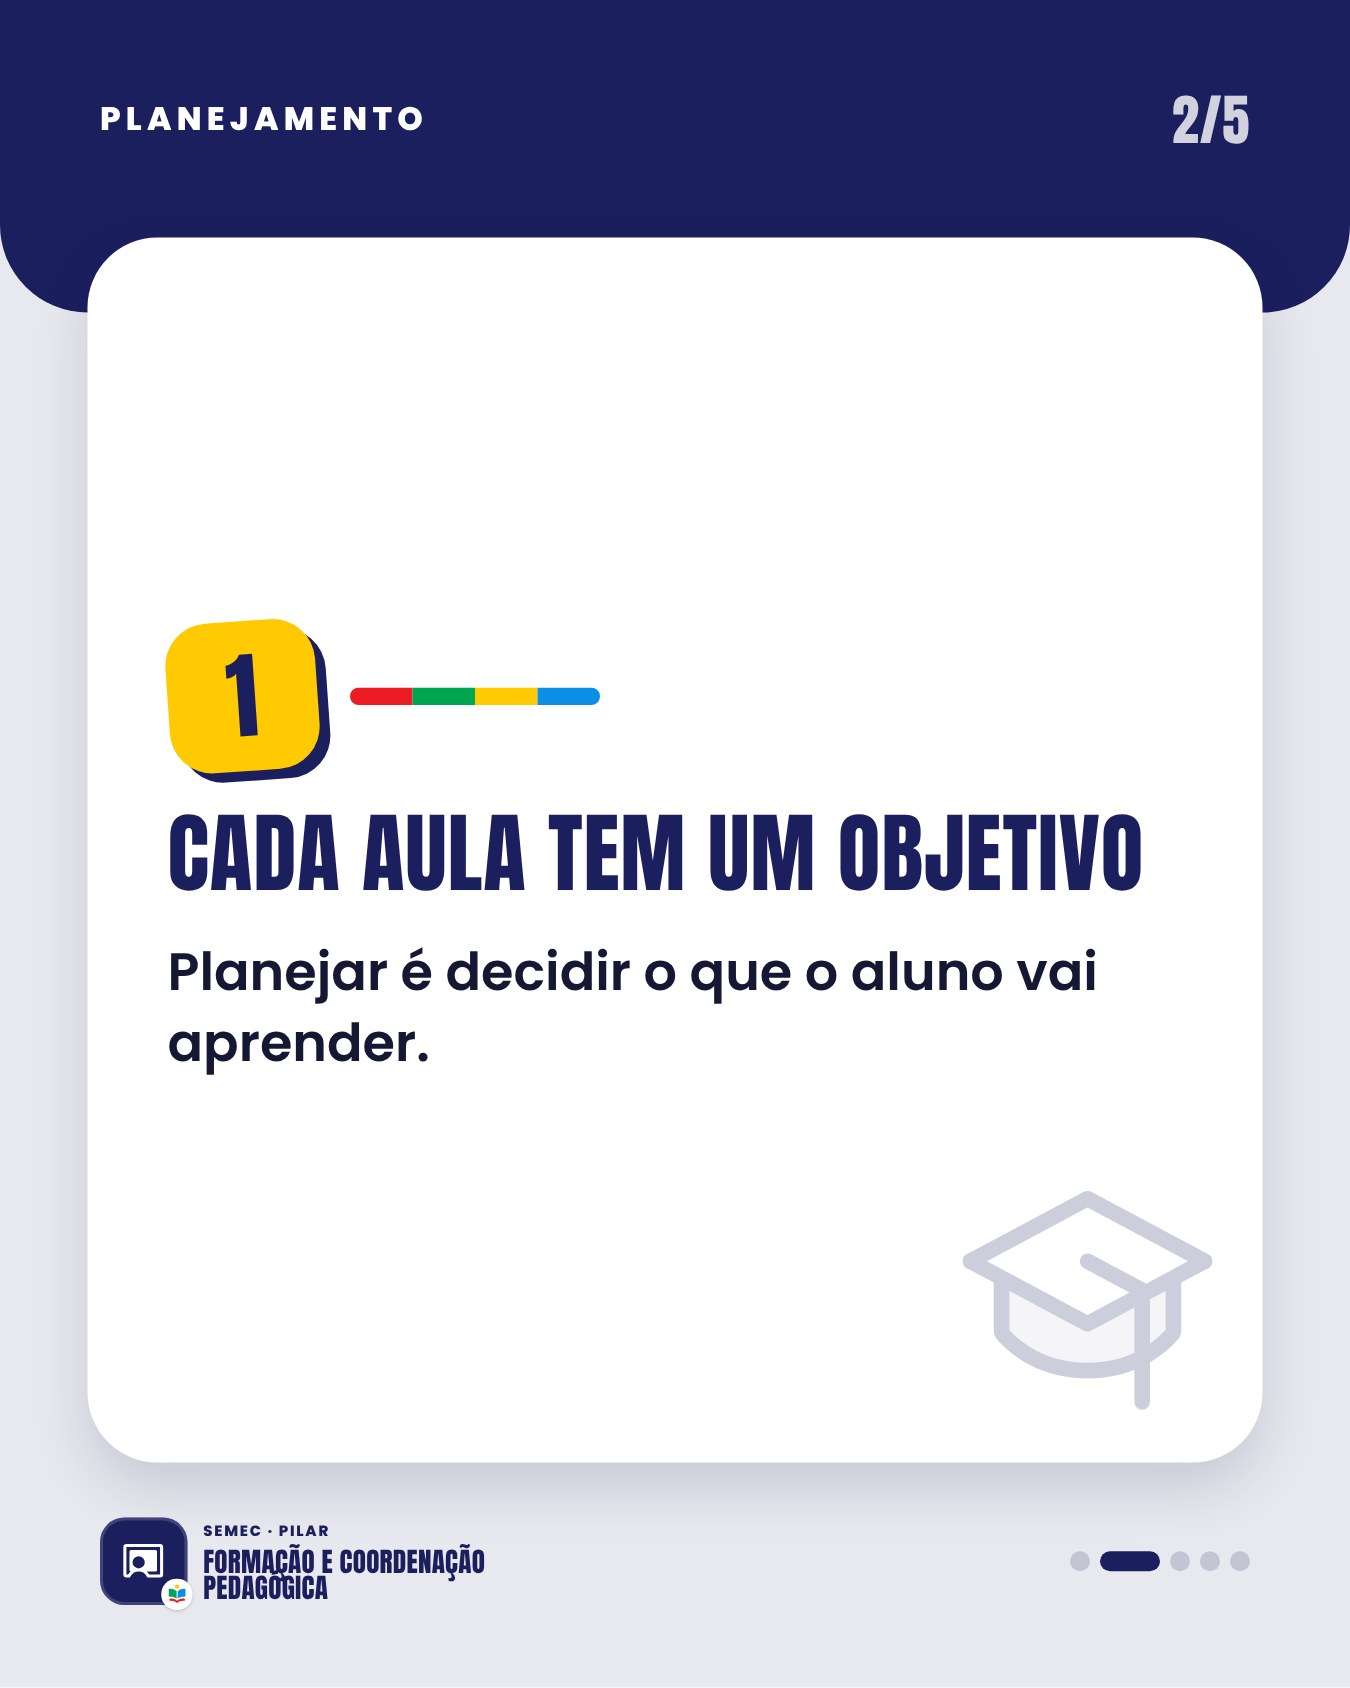 PLANEJAMENTO
2/5
1
CADA AULA TEM UM OBJETIVO
Planejar é decidir o que o aluno vai
aprender.
SEMEC · PILAR
FORMAÇÃO E COORDENAÇÃO
PEDAGÓGICA